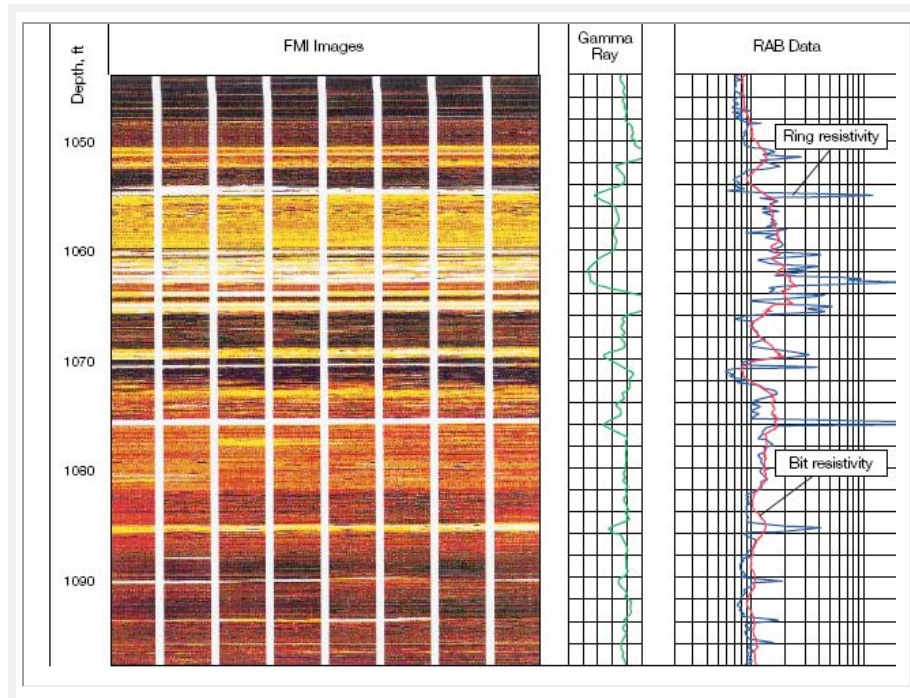 Depth, ft
FMI Images
Gamma
Ray
RAB Data
1050
Ring resistivity
1060
1070
1080
Bit resistivity
1090